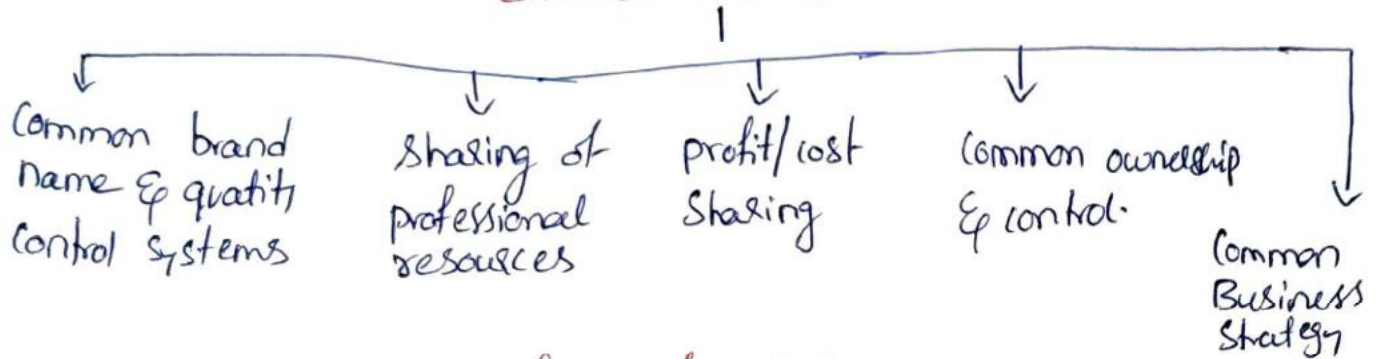 Common brand
name & quatity
control systems
Sharing of
professional
resources
profit/cost
Sharing
Common ownership
& control.
Common
Business
Strategy